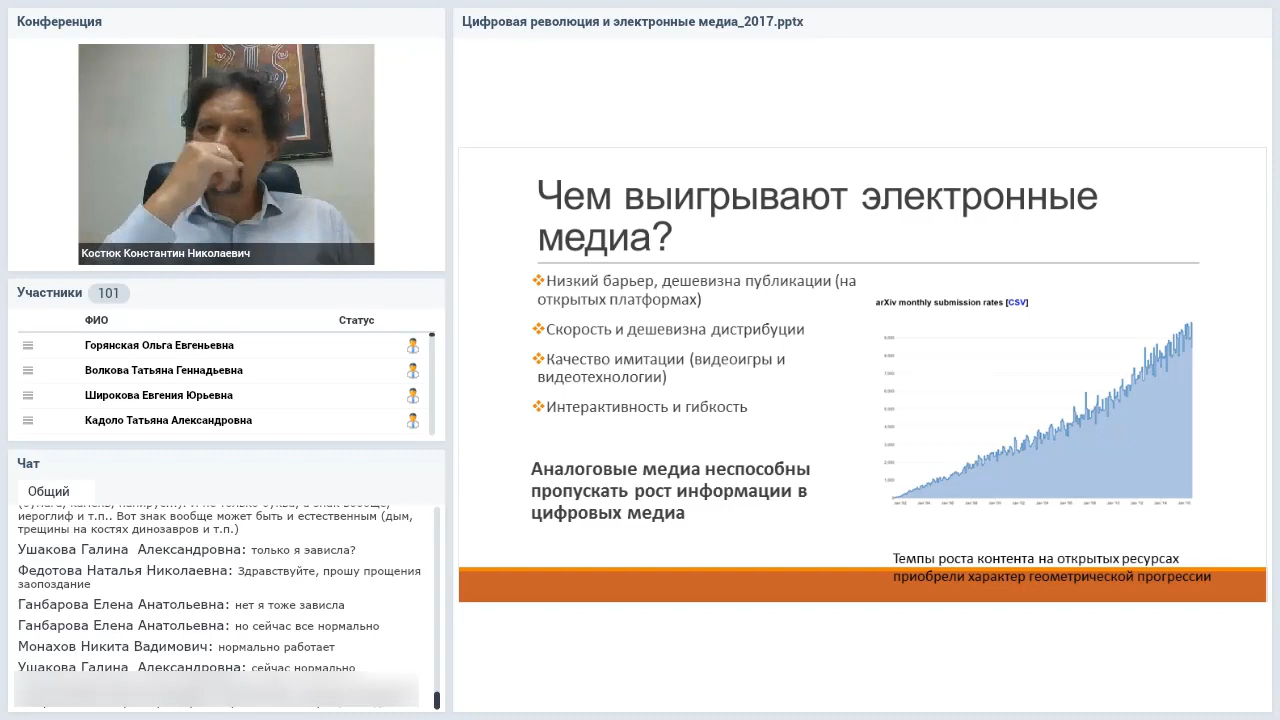 Конференция
Костюк Константин Николаевич
Участники 101
ФИО Статус
Горянская Ольга Евгеньевна
Волкова Татьяна Геннадьевна
Широкова Евгения Юрьевна
Кадоло Татьяна Александровна
Чат
Общий
иероглиф и т.п.. Вот знак вообще может быть и естественным (дым,
трещины на костях динозавров и т.п.)
Ушакова Галина Александровна: только я эависла?
Федотова Наталья Николаевна: Здравствуйте, прошу прощения
заопоздание
Ганбарова Елена Анатольевна: нет я тоже зависла
Ганбарова Елена Анатольевна: но сейчас все нормально
Монахов Никита Вадимович: нормально работает
Ушакова Галина Александровна: сейчас нормально
Цифровая революция и электронные медиа_2017.pptx
Чем выигрывают электронные
медиа?
Низкий барьер, дешевизна публикации (на
открытых платформах)
Скорость и дешевизна дистрибуции
Качество имитации (видеоигры и
видеотехнологии)
Интерактивность и гибкость
Аналоговые медиа неспособны
пропускать рост информации в
цифровых медиа
arXiv monthly submission rates [CSV]
Темпы роста контента на открытых ресурсах
приобрели характер геометрической прогрессии